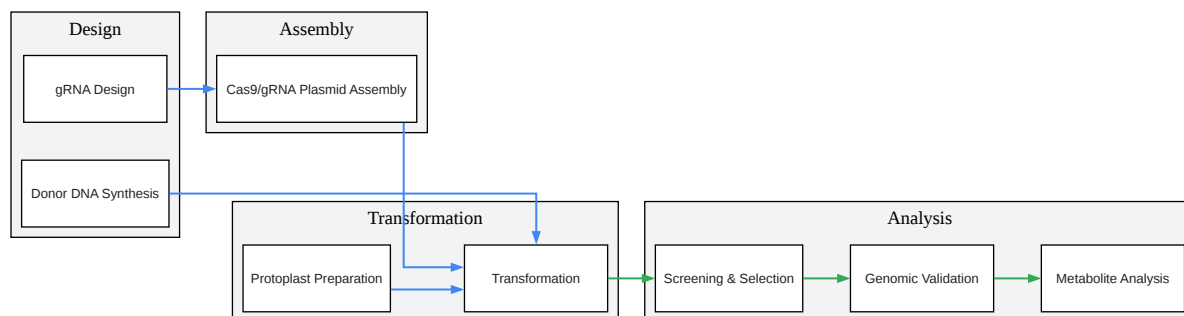 Design
gRNA Design
Donor DNA Synthesis
Assembly
Cas9/gRNA Plasmid Assembly
Transformation
Protoplast Preparation
Transformation
Analysis
Screening & Selection
Genomic Validation
Metabolite Analysis